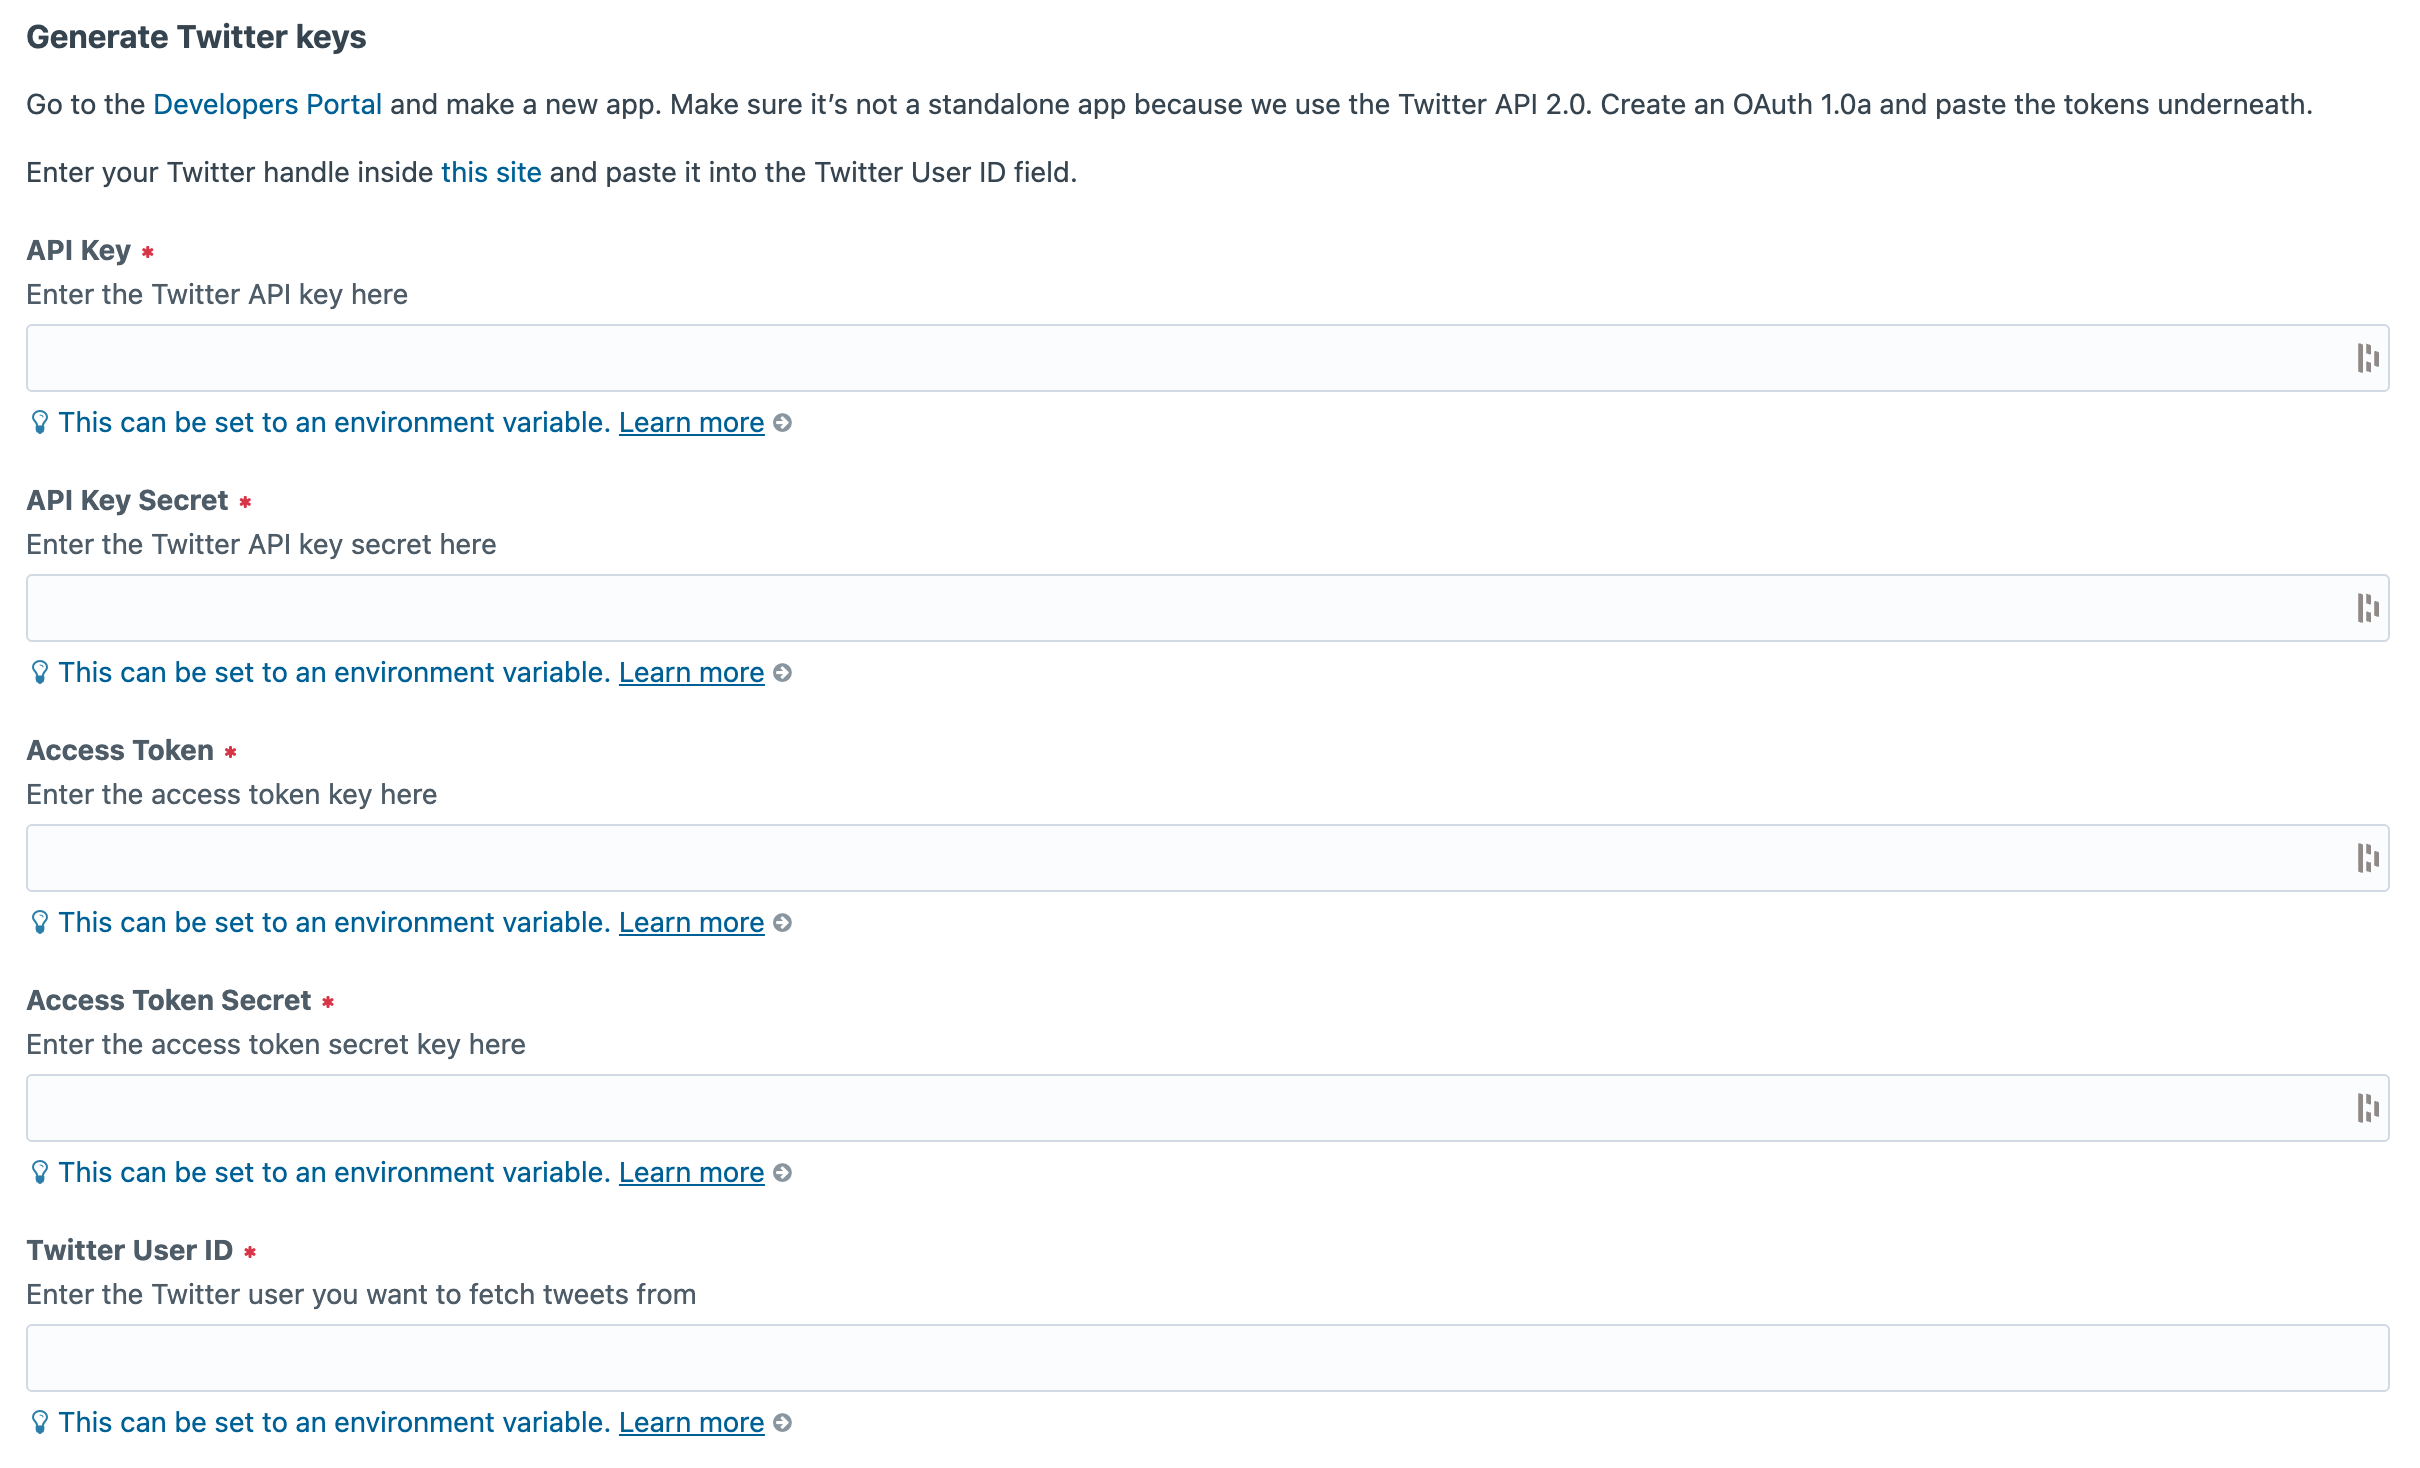 Generate Twitter keys
Go to the Developers Portal and make a new app. Make sure it’s not a standalone app because we use the Twitter API 2.0. Create an OAuth 1.0a and paste the tokens underneath.
Enter your Twitter handle inside this site and paste it into the Twitter User ID field.
API Key *
Enter the Twitter API key here
This can be set to an environment variable. Learn more
API Key Secret *
Enter the Twitter API key secret here
This can be set to an environment variable. Learn more
Access Token *
Enter the access token key here
This can be set to an environment variable. Learn more
Access Token Secret *
Enter the access token secret key here
This can be set to an environment variable. Learn more
Twitter User ID *
Enter the Twitter user you want to fetch tweets from
This can be set to an environment variable. Learn more